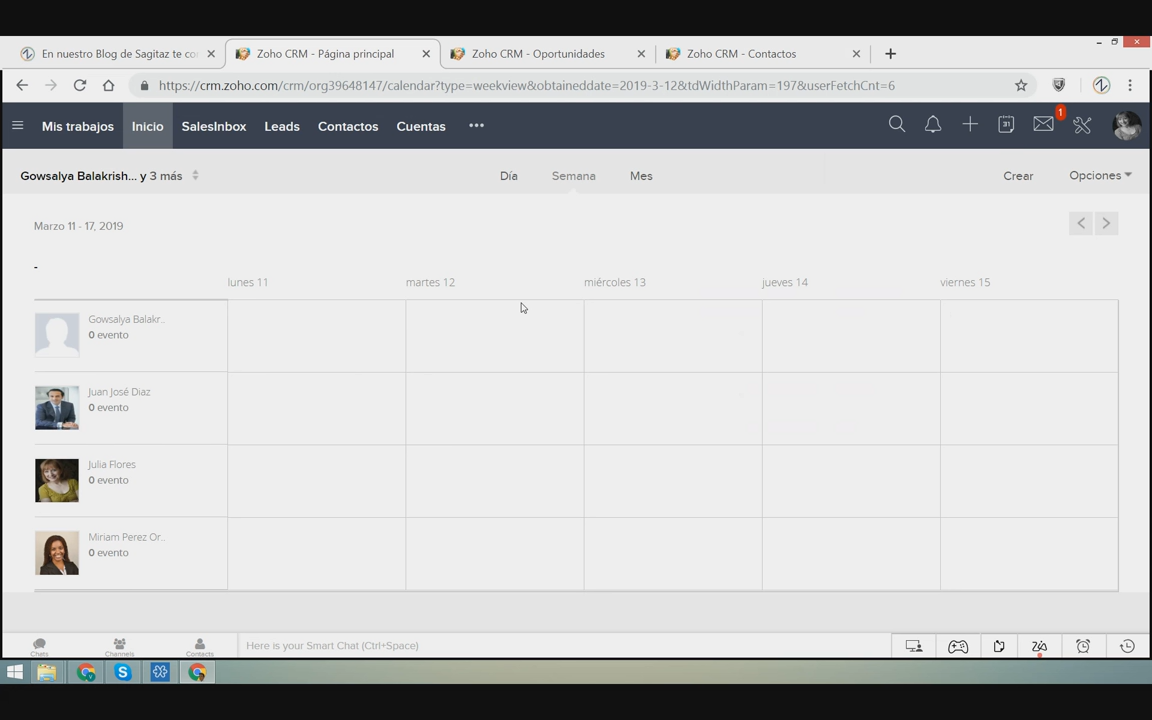 En nuestro Blog de Sagitaz te co
Zoho CRM - Página principal
Zoho CRM - Oportunidades
Zoho CRM - Contactos
https://crm.zoho.com/crm/org39648147/calendar?type=weekview&obtaineddate=2019-3-12&tdWidthParam=197&userFetchCnt=6
Mis trabajos
Inicio
SalesInbox
Leads
Contactos
Cuentas
31
1
Gowsalya Balakrish... y 3 más
Día
Semana
Mes
Crear
Opciones
Marzo 11 - 17, 2019
-
lunes 11
martes 12
miércoles 13
jueves 14
viernes 15
Gowsalya Balakr..
0 evento
Juan José Diaz
0 evento
Julia Flores
0 evento
Miriam Perez Or..
0 evento
Chats
Channels
Contacts
Here is your Smart Chat (Ctrl+Space)